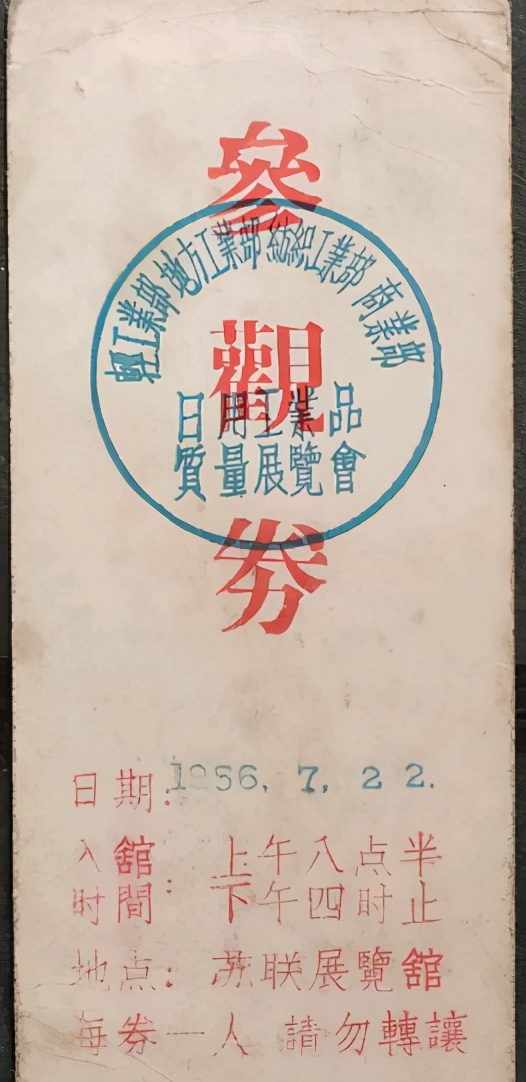 參觀券
輕工業部 地方工業部 紡織工業部 商業部
日用工業品
質量展覽會
日期: 1956. 7. 22.
入舘时間: 上午八点半
下午四时止
地点: 苏联展覽舘
每券一人 請勿轉讓